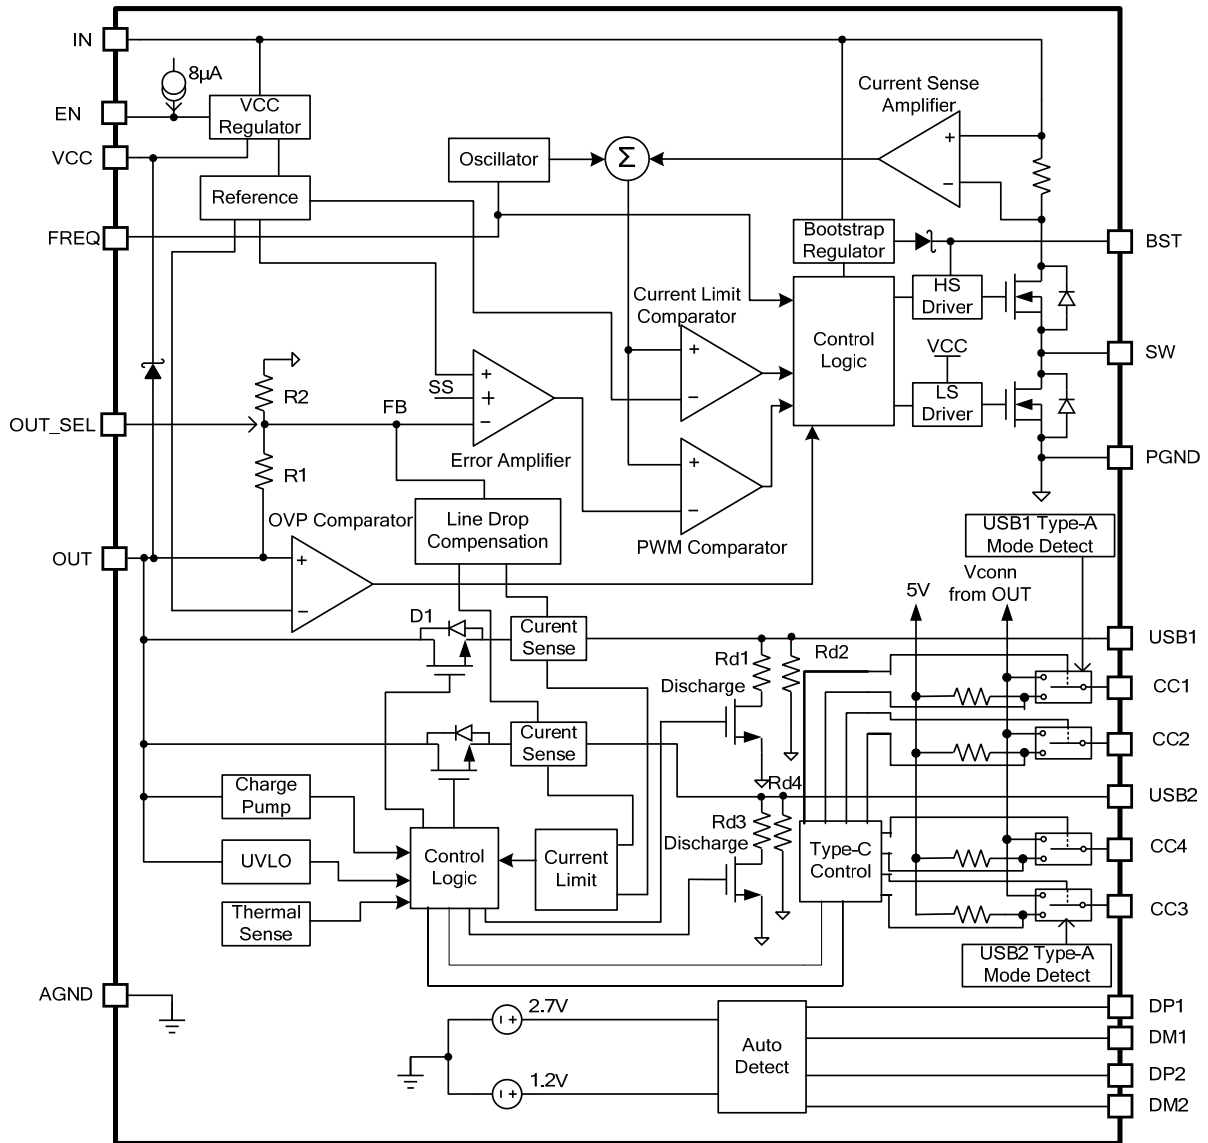 IN
8µA
EN
VCC
Regulator
VCC
Reference
FREQ
Oscillator
Σ
Current Sense
Amplifier
+
−
Bootstrap
Regulator
BST
HS
Driver
Current Limit
Comparator
+
−
Control
Logic
VCC
LS
Driver
SW
PGND
R2
OUT_SEL
R1
FB
SS
+
+
−
Error Amplifier
+
−
PWM Comparator
Line Drop
Compensation
OVP Comparator
+
−
OUT
USB1 Type-A
Mode Detect
5V
Vconn
from OUT
D1
Curent
Sense
USB1
Rd1
Rd2
Discharge
CC1
CC2
Curent
Sense
USB2
Rd4
Rd3
Discharge
Charge
Pump
UVLO
Thermal
Sense
Control
Logic
Current
Limit
Type-C
Control
CC4
CC3
USB2 Type-A
Mode Detect
AGND
2.7V
- +
1.2V
- +
Auto
Detect
DP1
DM1
DP2
DM2